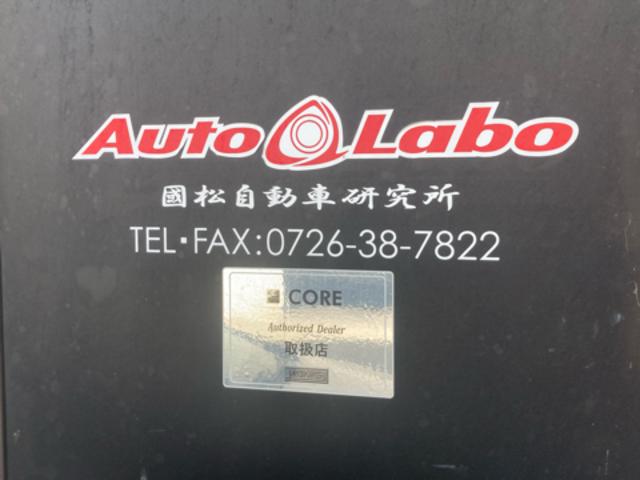 Auto Labo
國松自動車研究所
TEL・FAX:0726-38-7822
CORE
Authorized Dealer
取扱店